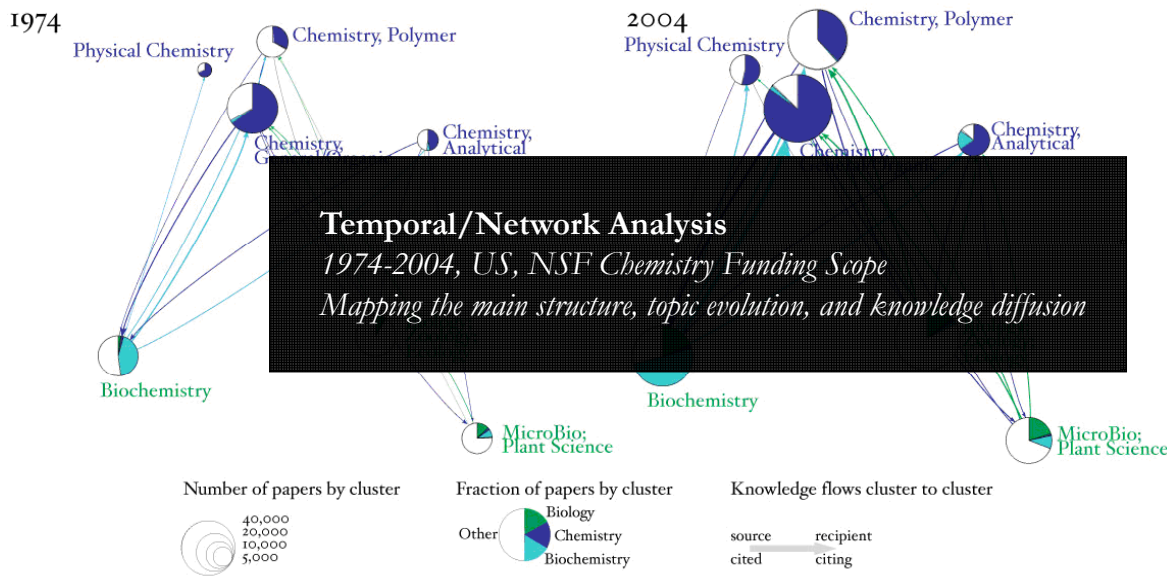 1974
2004
Chemistry, Polymer
Physical Chemistry
Chemistry,
Chemistry,
Analytical
Biochemistry
MicroBio;
Plant Science
Chemistry, Polymer
Physical Chemistry
Chemistry
Chemistry,
Analytical
Biochemistry
MicroBio;
Plant Science
Temporal/Network Analysis
1974-2004, US, NSF Chemistry Funding Scope
Mapping the main structure, topic evolution, and knowledge diffusion
Number of papers by cluster
40,000
20,000
10,000
5,000
Fraction of papers by cluster
Other
Biology
Chemistry
Biochemistry
Knowledge flows cluster to cluster
source recipient
cited citing